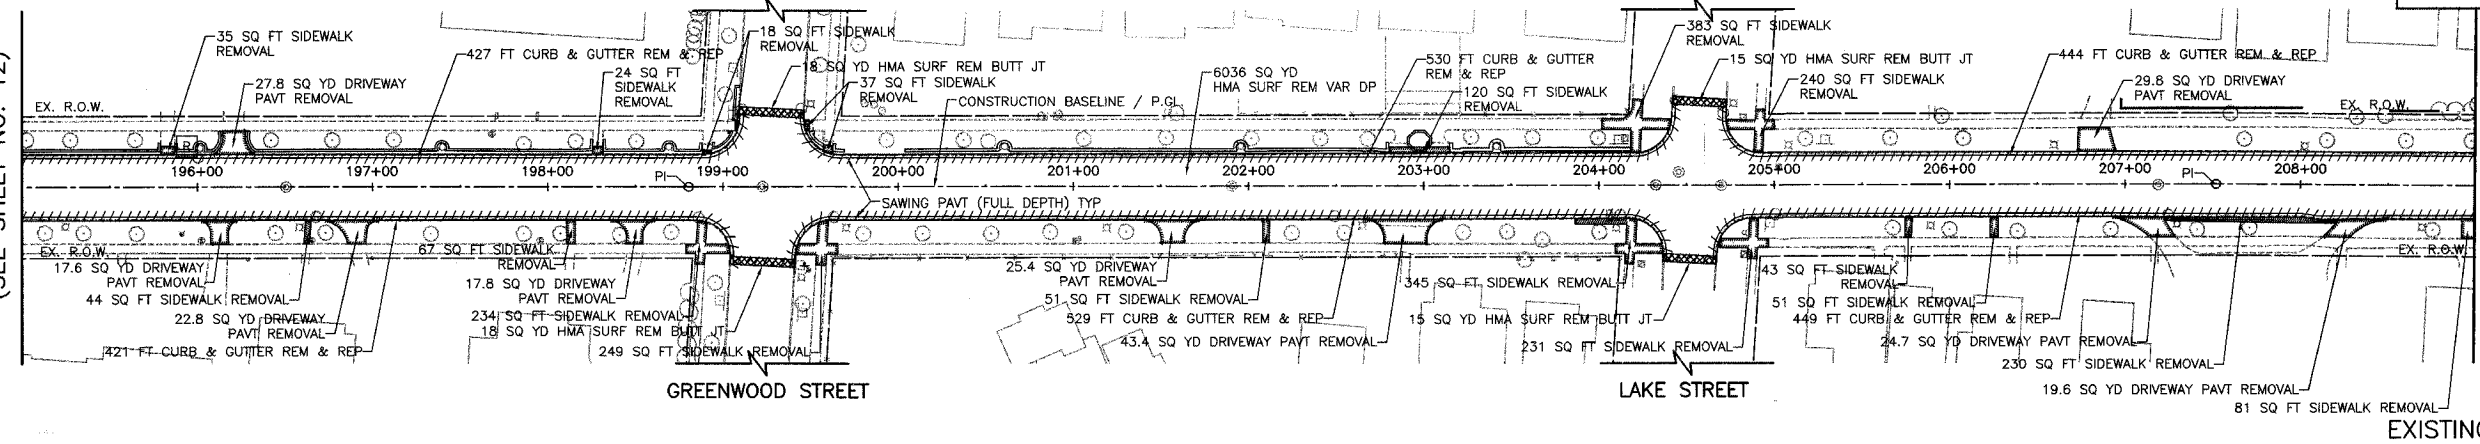 (SEE SHEET NO. 12)
35 SQ FT SIDEWALK
REMOVAL
27.8 SQ YD DRIVEWAY
PAVT REMOVAL
427 FT CURB & GUTTER REM & REP
24 SQ FT
SIDEWALK
REMOVAL
18 SQ FT SIDEWALK
REMOVAL
18 SQ YD HMA SURF REM BUTT JT
37 SQ FT SIDEWALK
REMOVAL
CONSTRUCTION BASELINE / P.GL
6036 SQ YD
HMA SURF REM VAR DP
530 FT CURB & GUTTER
REM & REP
120 SQ FT SIDEWALK
REMOVAL
383 SQ FT SIDEWALK
REMOVAL
15 SQ YD HMA SURF REM BUTT JT
240 SQ FT SIDEWALK
REMOVAL
444 FT CURB & GUTTER REM & REP
29.8 SQ YD DRIVEWAY
PAVT REMOVAL
EX. R.O.W.
EX. R.O.W.
R
196+00
197+00
198+00
199+00
200+00
201+00
202+00
203+00
204+00
205+00
206+00
207+00
208+00
PI
PI
SAWING PAVT (FULL DEPTH) TYP
EX. R.O.W.
EX. R.O.W.
17.6 SQ YD DRIVEWAY
PAVT REMOVAL
44 SQ FT SIDEWALK REMOVAL
22.8 SQ YD DRIVEWAY
PAVT REMOVAL
421 FT CURB & GUTTER REM & REP
67 SQ FT SIDEWALK
REMOVAL
17.8 SQ YD DRIVEWAY
PAVT REMOVAL
234 SQ FT SIDEWALK REMOVAL
18 SQ YD HMA SURF REM BUTT JT
249 SQ FT SIDEWALK REMOVAL
25.4 SQ YD DRIVEWAY
PAVT REMOVAL
51 SQ FT SIDEWALK REMOVAL
529 FT CURB & GUTTER REM & REP
43.4 SQ YD DRIVEWAY PAVT REMOVAL
345 SQ FT SIDEWALK REMOVAL
15 SQ YD HMA SURF REM BUTT JT
231 SQ FT SIDEWALK REMOVAL
43 SQ FT SIDEWALK
REMOVAL
51 SQ FT SIDEWALK REMOVAL
449 FT CURB & GUTTER REM & REP
24.7 SQ YD DRIVEWAY PAVT REMOVAL
230 SQ FT SIDEWALK REMOVAL
19.6 SQ YD DRIVEWAY PAVT REMOVAL
81 SQ FT SIDEWALK REMOVAL
GREENWOOD STREET
LAKE STREET